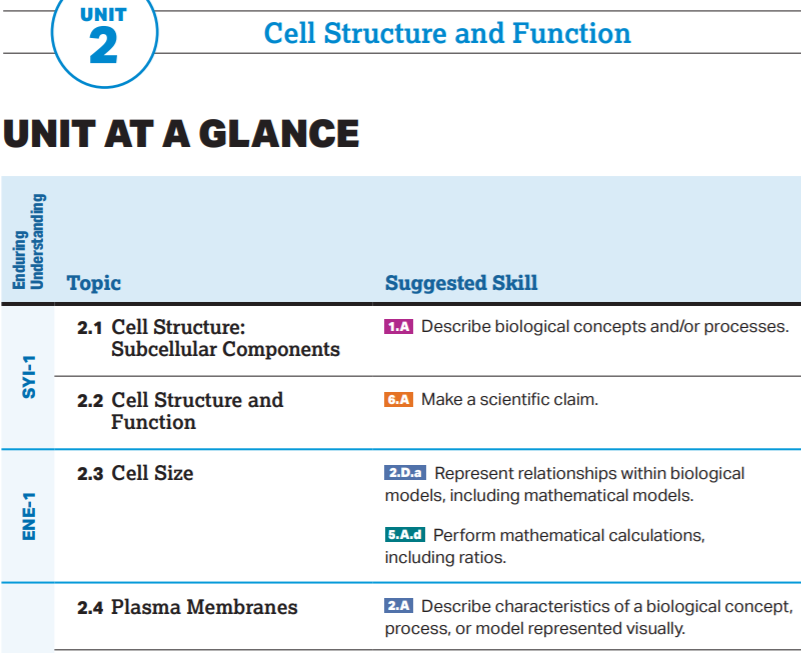 UNIT
2
Cell Structure and Function
UNIT AT A GLANCE
Enduring
Understanding
Topic
Suggested Skill
SYI-1
2.1 Cell Structure:
Subcellular Components
1.A Describe biological concepts and/or processes.
2.2 Cell Structure and
Function
6.A Make a scientific claim.
ENE-1
2.3 Cell Size
2.D.a Represent relationships within biological
models, including mathematical models.
5.A.d Perform mathematical calculations,
including ratios.
2.4 Plasma Membranes
2.A Describe characteristics of a biological concept,
process, or model represented visually.